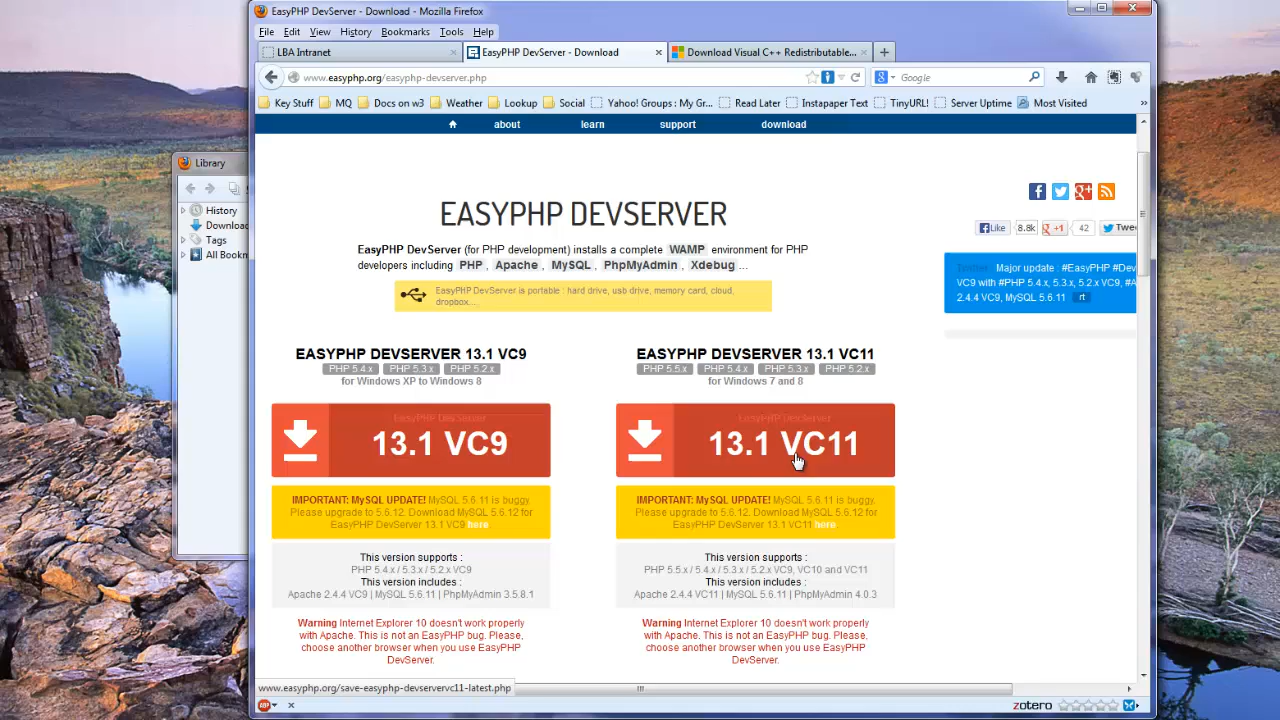 EasyPHP DevServer - Download - Mozilla Firefox
File Edit View History Bookmarks Tools Help
LBA Intranet
EasyPHP DevServer - Download
Download Visual C++ Redistributable...
www.easyphp.org/easyphp-devserver.php
Google
Key Stuff MQ Docs on w3 Weather Lookup Social Yahoo! Groups : My Gr... Read Later Instapaper Text TinyURL! Server Uptime Most Visited
about learn support download
Library
History
Download
Tags
All Bookm
EASYPHP DEVSERVER
EasyPHP DevServer (for PHP development) installs a complete WAMP environment for PHP
developers including PHP , Apache , MySQL , PhpMyAdmin , Xdebug ...
EasyPHP DevServer is portable : hard drive, usb drive, memory card, cloud,
dropbox....
Like 8.8k +1 42 Twee
Twitter Major update : #EasyPHP #Dev
VC9 with #PHP 5.4.x, 5.3.x, 5.2.x VC9, #A
2.4.4 VC9, MySQL 5.6.11 rt
EASYPHP DEVSERVER 13.1 VC9
PHP 5.4.x PHP 5.3.x PHP 5.2.x
for Windows XP to Windows 8
EasyPHP DevServer
13.1 VC9
IMPORTANT: MySQL UPDATE! MySQL 5.6.11 is buggy.
Please upgrade to 5.6.12. Download MySQL 5.6.12 for
EasyPHP DevServer 13.1 VC9 here.
This version supports :
PHP 5.4.x / 5.3.x / 5.2.x VC9
This version includes :
Apache 2.4.4 VC9 | MySQL 5.6.11 | PhpMyAdmin 3.5.8.1
Warning Internet Explorer 10 doesn't work properly
with Apache. This is not an EasyPHP bug. Please,
choose another browser when you use EasyPHP
DevServer.
EASYPHP DEVSERVER 13.1 VC11
PHP 5.5.x PHP 5.4.x PHP 5.3.x PHP 5.2.x
for Windows 7 and 8
EasyPHP DevServer
13.1 VC11
IMPORTANT: MySQL UPDATE! MySQL 5.6.11 is buggy.
Please upgrade to 5.6.12. Download MySQL 5.6.12 for
EasyPHP DevServer 13.1 VC11 here.
This version supports :
PHP 5.5.x / 5.4.x / 5.3.x / 5.2.x VC9, VC10 and VC11
This version includes :
Apache 2.4.4 VC11 | MySQL 5.6.11 | PhpMyAdmin 4.0.3
Warning Internet Explorer 10 doesn't work properly
with Apache. This is not an EasyPHP bug. Please,
choose another browser when you use EasyPHP
DevServer.
www.easyphp.org/save-easyphp-devservervc11-latest.php
ABP
zotero